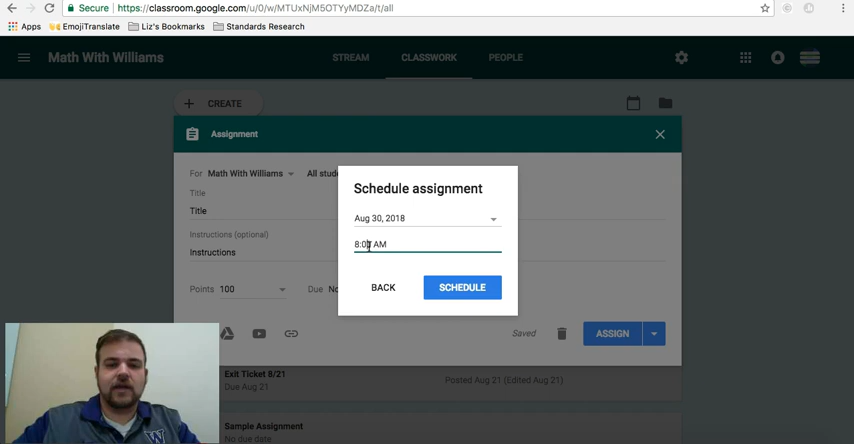 Secure https://classroom.google.com/u/0/w/MTUxNjM5OTYyMDZa/t/all
Apps EmojiTranslate Liz's Bookmarks Standards Research
Math With Williams STREAM CLASSWORK PEOPLE
CREATE
Assignment
For Math With Williams All stude
Title
Title
Instructions (optional)
Instructions
Points 100 Due No
Schedule assignment
Aug 30, 2018
8:00 AM
BACK SCHEDULE
Saved ASSIGN
Exit Ticket 8/21
Due Aug 21 Posted Aug 21 (Edited Aug 21)
Sample Assignment
No due date
W